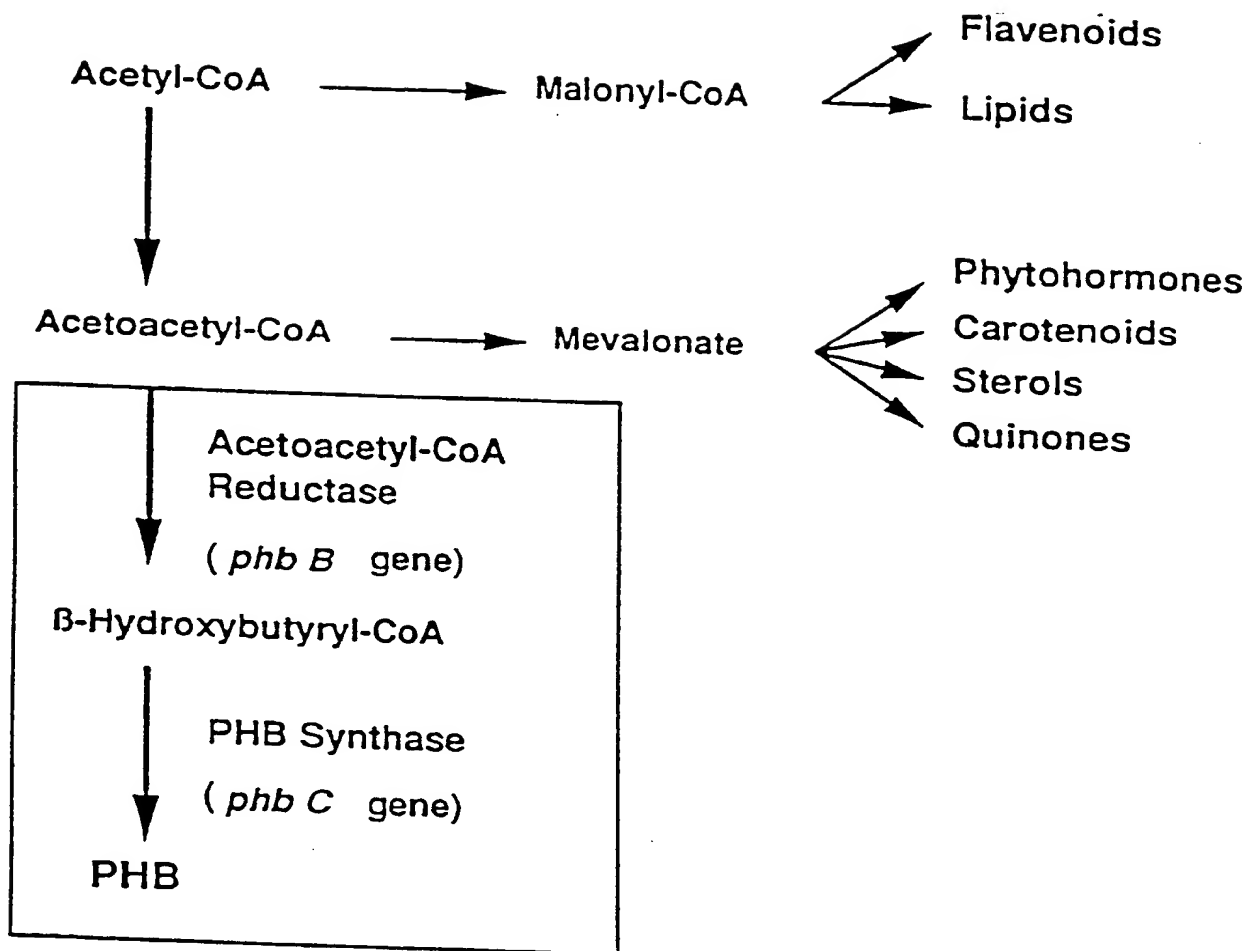 Acetyl-CoA
Malonyl-CoA
Flavenoids
Lipids
Acetoacetyl-CoA
Mevalonate
Phytohormones
Carotenoids
Sterols
Quinones
Acetoacetyl-CoA
Reductase
( phb B gene)
ß-Hydroxybutyryl-CoA
PHB Synthase
( phb C gene)
PHB